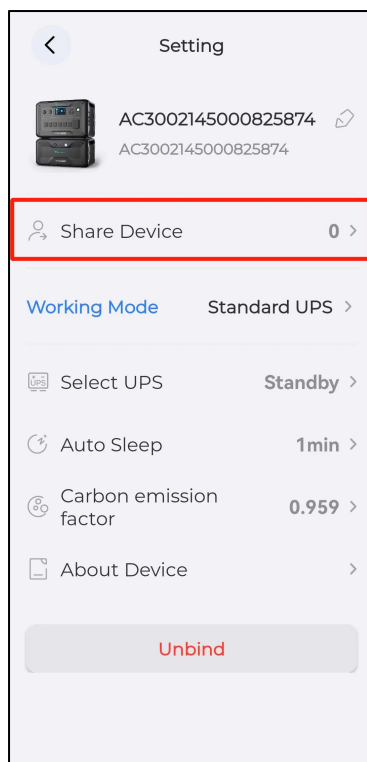 Setting
AC3002145000825874
AC3002145000825874
Share Device 0
Working Mode Standard UPS
UPS Select UPS Standby
Auto Sleep 1min
Carbon emission
factor 0.959
About Device
Unbind